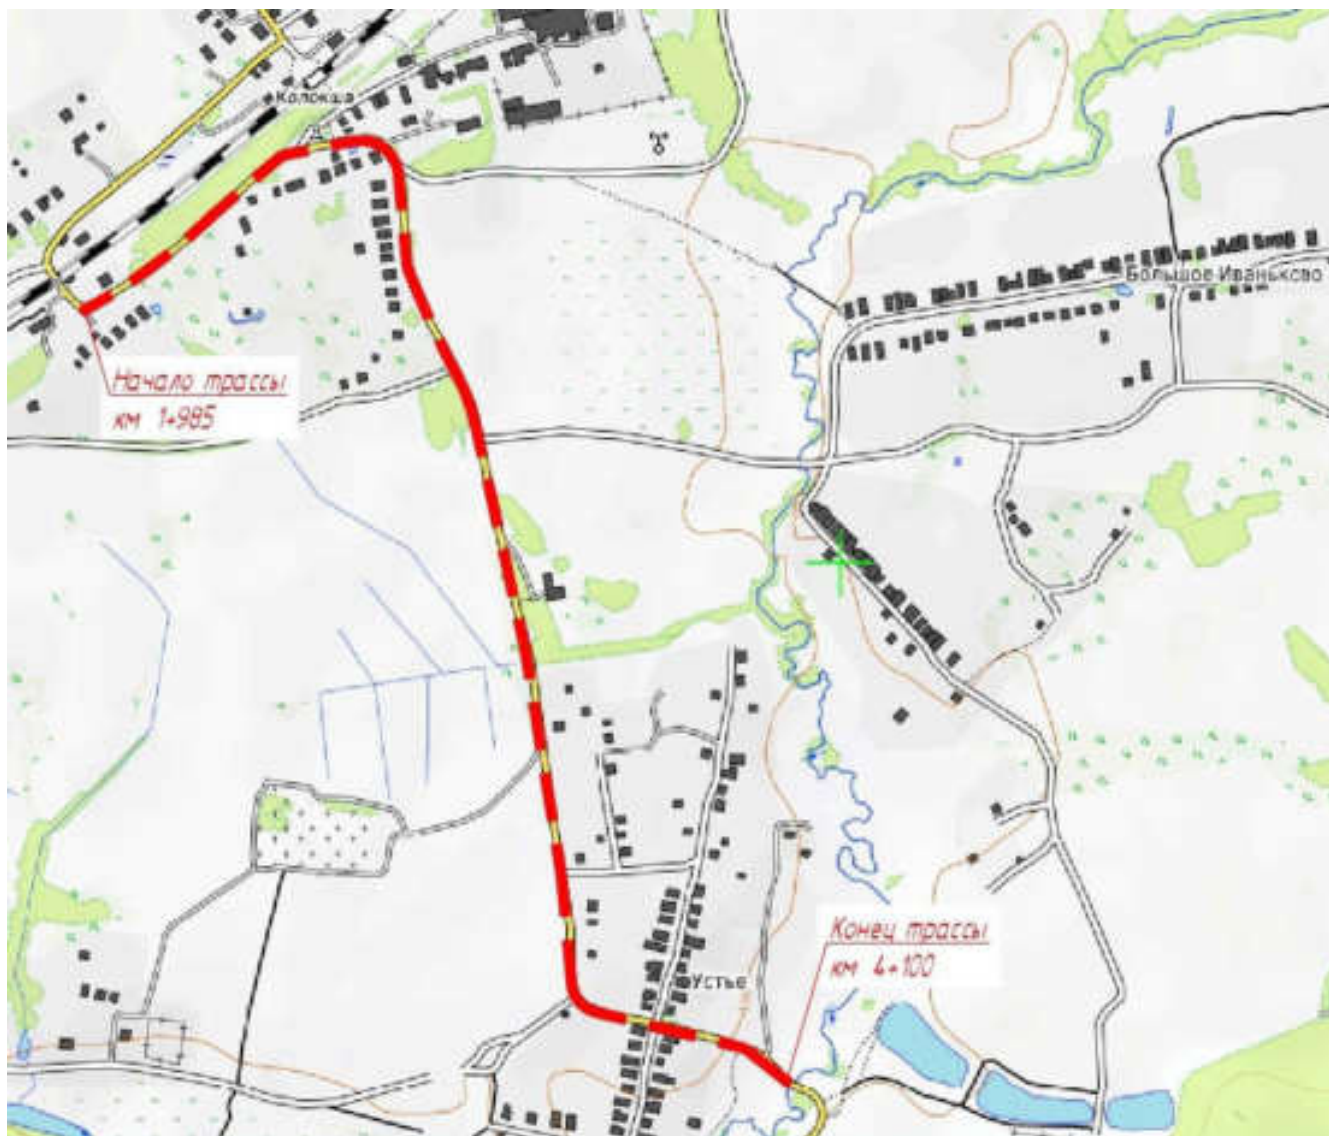 Колокша
Большое Иваньково
Начало трассы
км 1+985
Конец трассы
км 4+100
Устье